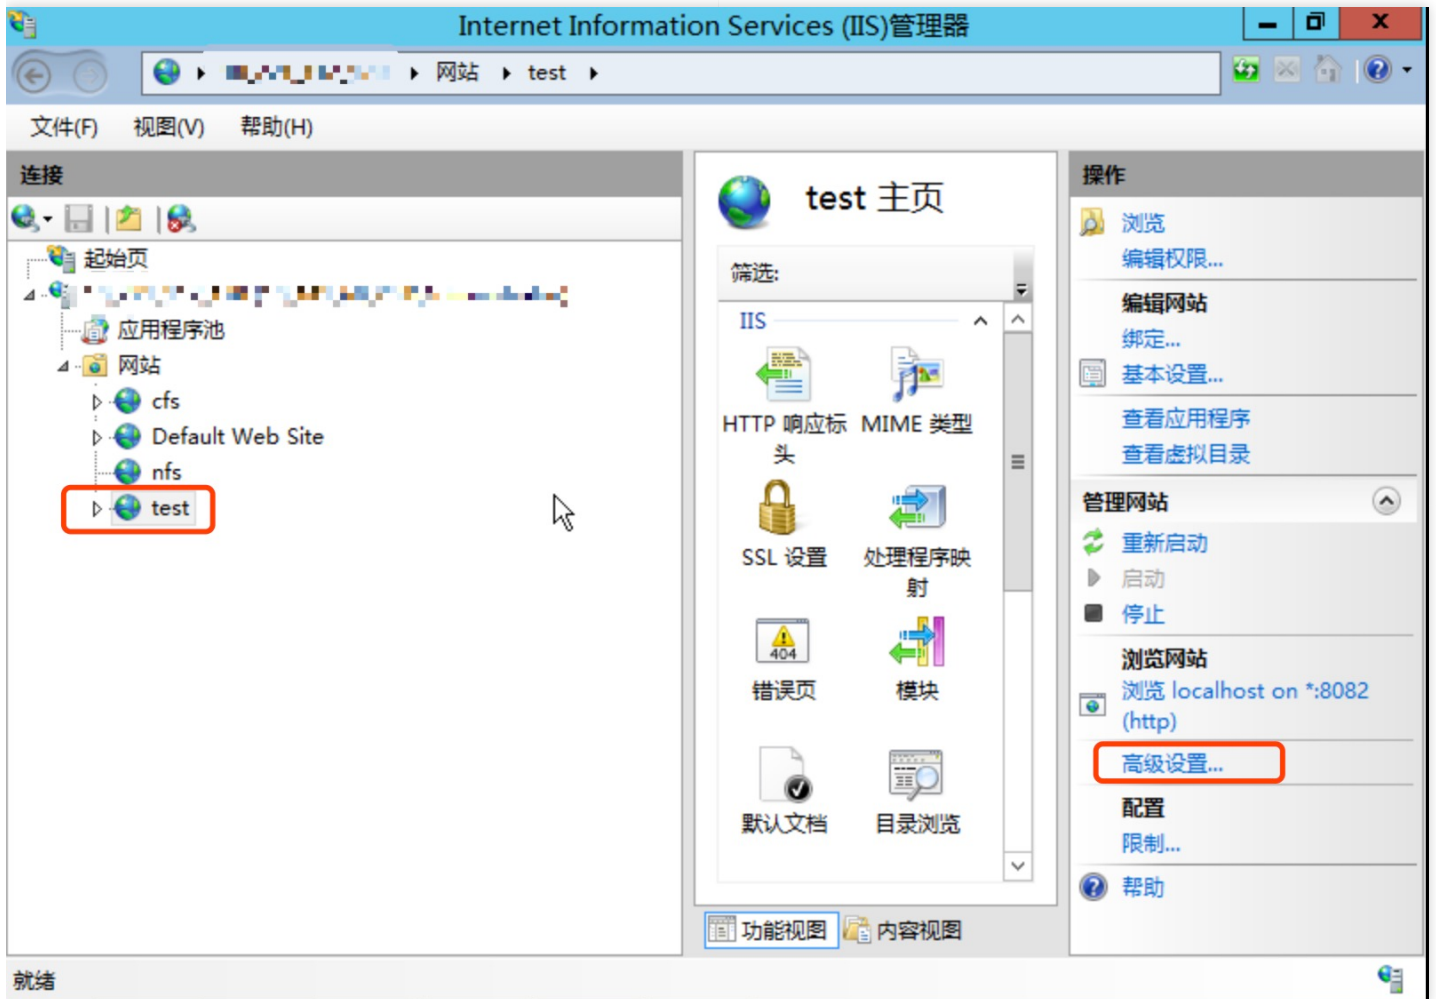 Internet Information Services (IIS)管理器
网站 test
文件(F) 视图(V) 帮助(H)
连接
起始页
应用程序池
网站
cfs
Default Web Site
nfs
test
test 主页
筛选:
IIS
HTTP 响应标
头
MIME 类型
SSL 设置
处理程序映
射
404
错误页
模块
默认文档
目录浏览
功能视图
内容视图
操作
浏览
编辑权限...
编辑网站
绑定...
基本设置...
查看应用程序
查看虚拟目录
管理网站
重新启动
启动
停止
浏览网站
浏览 localhost on *:8082
(http)
高级设置...
配置
限制...
帮助
就绪